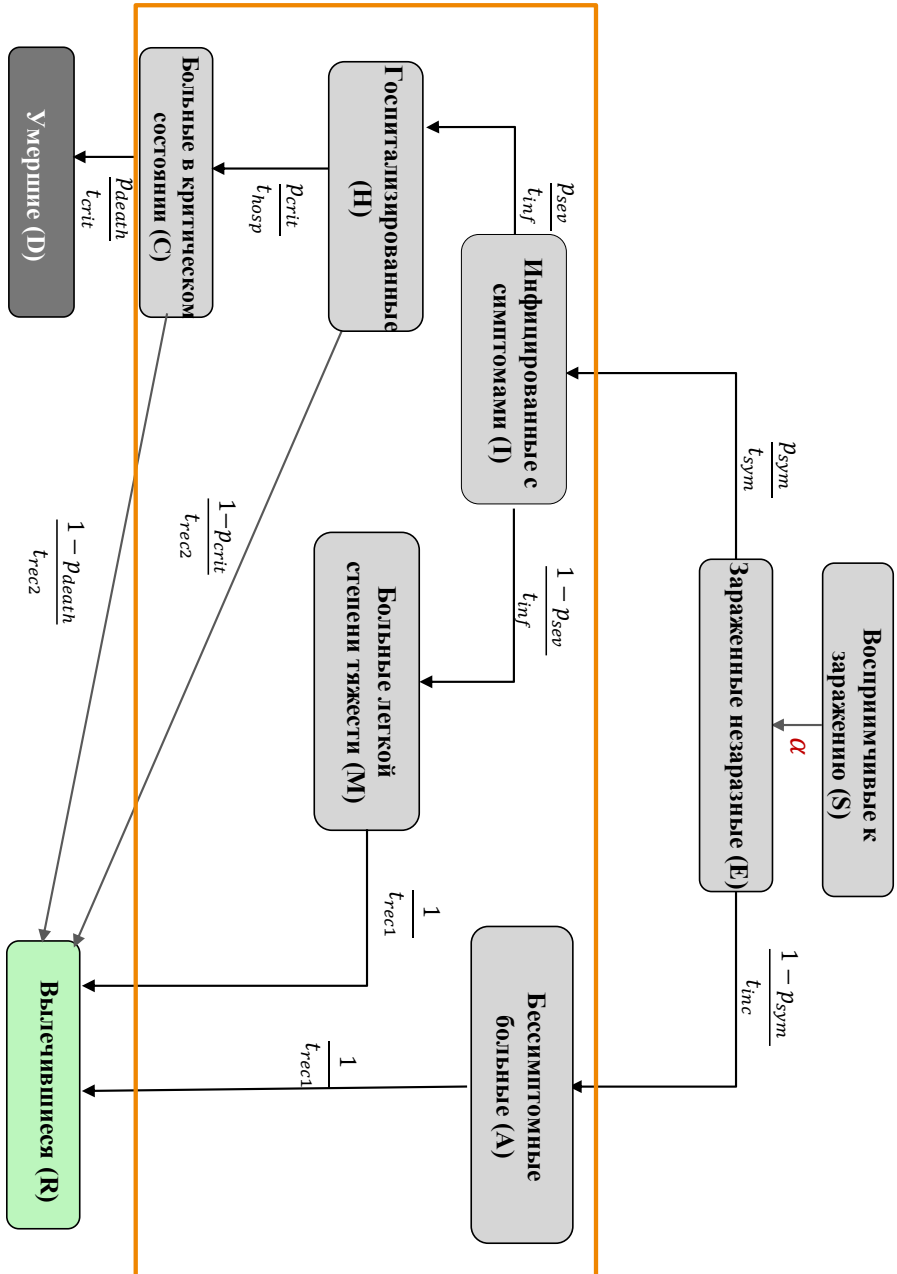 Восприимчивые к
заражению (S)
α
Зараженные незаразные (E)
p_sym
t_sym
1 − p_sym
t_inc
Инфицированные с
симптомами (I)
Бессимптомные
больные (A)
p_sev
t_inf
1 − p_sev
t_inf
Госпитализированные
(H)
Больные легкой
степени тяжести (M)
p_crit
t_hosp
1−p_crit
t_rec2
1
t_rec1
1
t_rec1
Больные в критическом
состоянии (C)
p_death
t_crit
1 − p_death
t_rec2
Умершие (D)
Вылечившиеся (R)